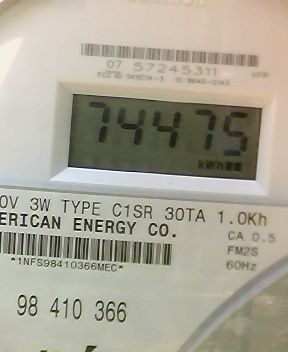 07 57245311
74475
kWh
0V 3W TYPE C1SR 30TA 1.0Kh
ERICAN ENERGY CO.
CA 0.5
FM2S
60Hz
*1NFS98410366MEC*
98 410 366